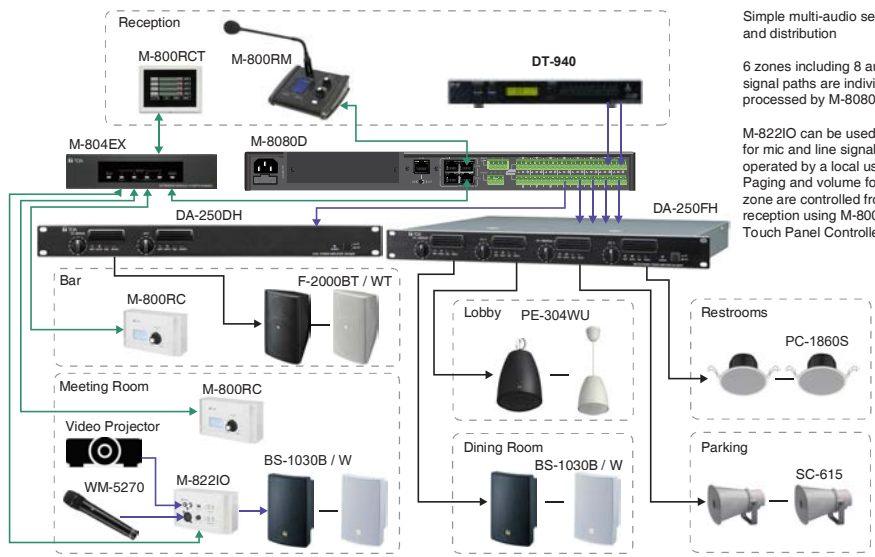 Reception
M-800RCT
M-800RM
DT-940
Simple multi-audio se
and distribution
6 zones including 8 au
signal paths are indivi
processed by M-8080
M-822IO can be used
for mic and line signal
operated by a local us
Paging and volume fo
zone are controlled fro
reception using M-800
Touch Panel Controlle
M-804EX
M-8080D
TOA
DA-250DH
DA-250FH
TOA
TOA
Bar
F-2000BT / WT
M-800RC
Lobby
PE-304WU
Restrooms
PC-1860S
Meeting Room
M-800RC
Video Projector
M-822IO
BS-1030B / W
WM-5270
Dining Room
BS-1030B / W
Parking
SC-615